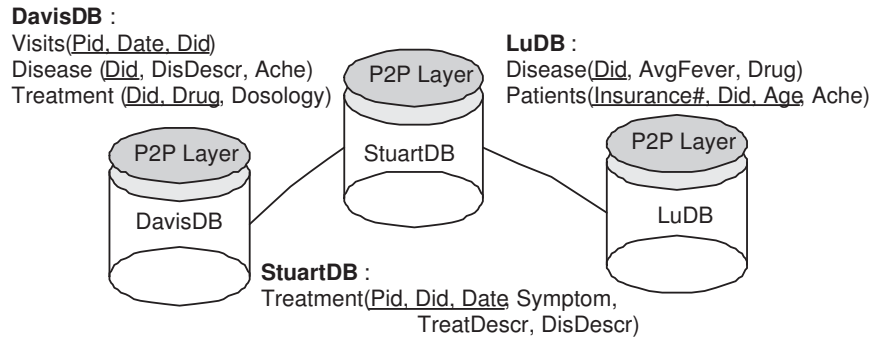 DavisDB :
Visits(Pid, Date, Did)
Disease (Did, DisDescr, Ache)
Treatment (Did, Drug, Dosology)
P2P Layer
DavisDB
P2P Layer
StuartDB
LuDB :
Disease(Did, AvgFever, Drug)
Patients(Insurance#, Did, Age, Ache)
P2P Layer
LuDB
StuartDB :
Treatment(Pid, Did, Date, Symptom,
TreatDescr, DisDescr)